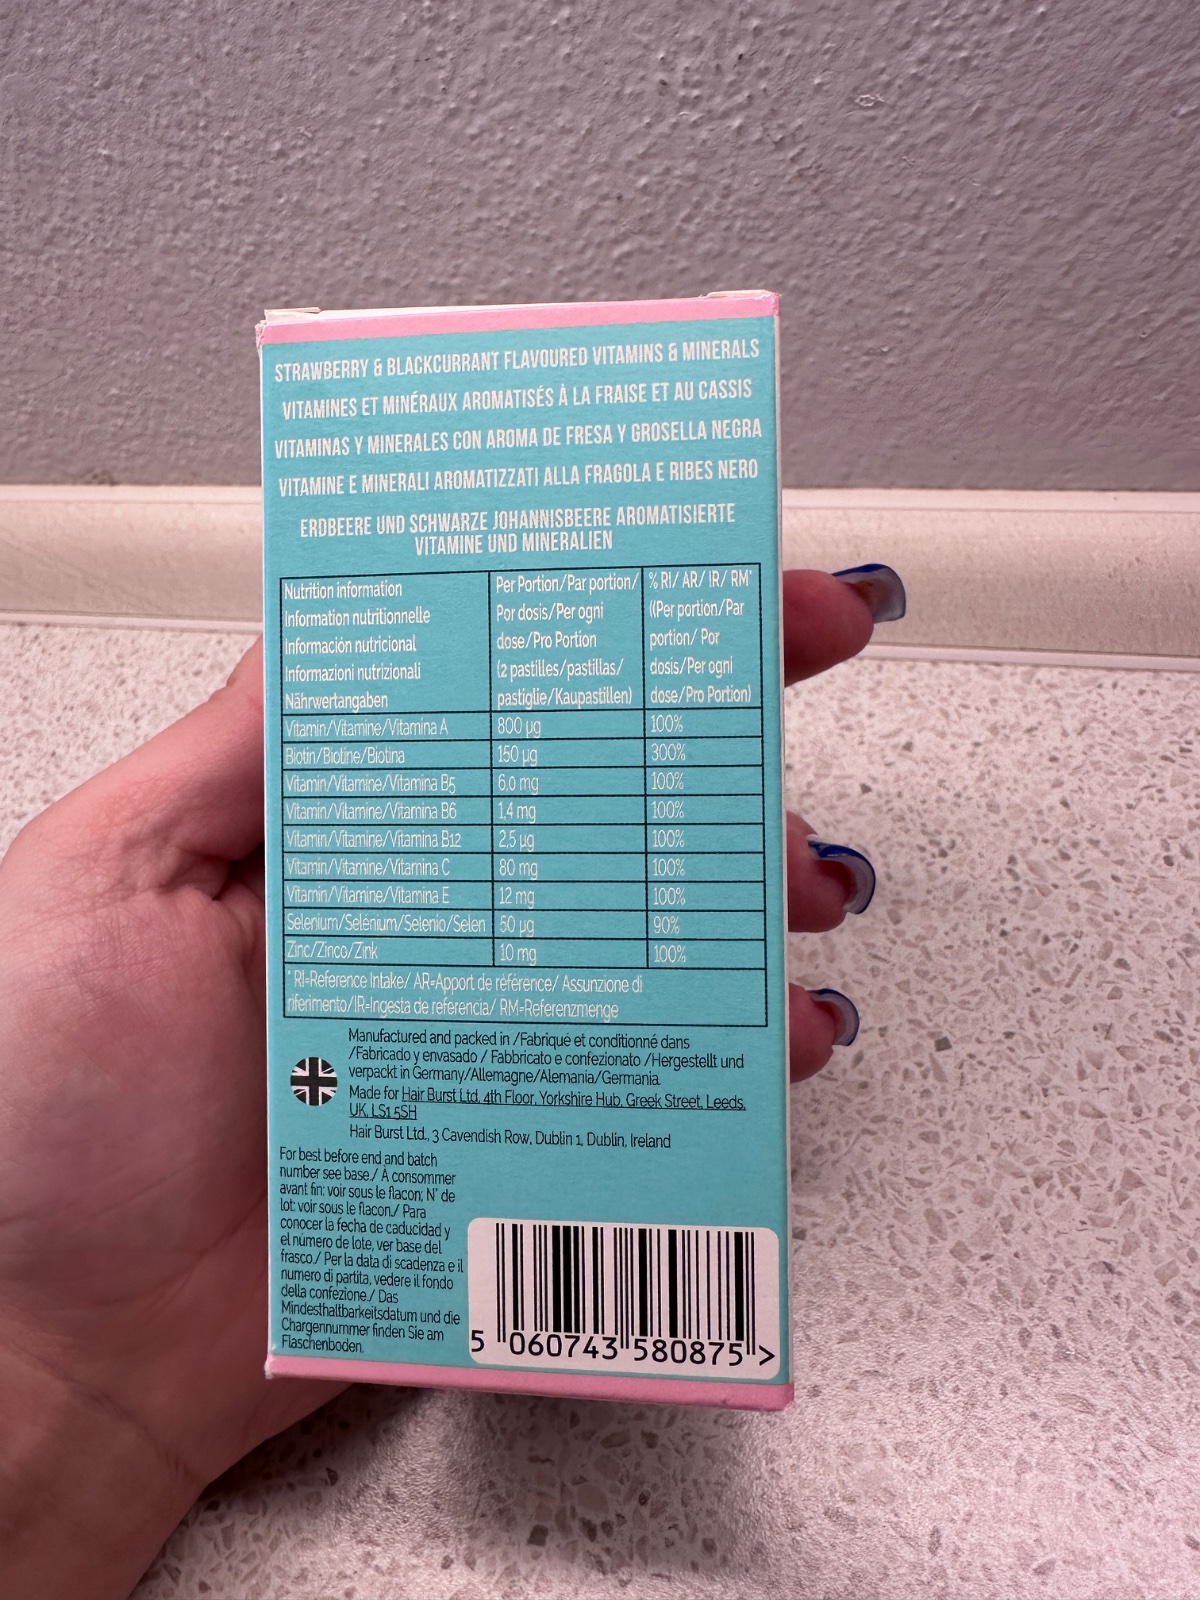 STRAWBERRY & BLACKCURRANT FLAVOURED VITAMINS & MINERALS
VITAMINES ET MINÉRAUX AROMATISÉS À LA FRAISE ET AU CASSIS
VITAMINAS Y MINERALES CON AROMA DE FRESA Y GROSELLA NEGRA
VITAMINE E MINERALI AROMATIZZATI ALLA FRAGOLA E RIBES NERO
ERDBEERE UND SCHWARZE JOHANNISBEERE AROMATISIERTE
VITAMINE UND MINERALIEN
Nutrition information
Information nutritionnelle
Información nutricional
Informazioni nutrizionali
Nährwertangaben
Per Portion/Par portion/
Por dosis/Per ogni
dose/Pro Portion
(2 pastilles/pastillas/
pastiglie/Kaupastillen)
% RI/ AR/ IR/ RM*
((Per portion/Par
portion/ Por
dosis/Per ogni
dose/Pro Portion)
Vitamin/Vitamine/Vitamina A 800 µg 100%
Biotin/Biotine/Biotina 150 µg 300%
Vitamin/Vitamine/Vitamina B5 6,0 mg 100%
Vitamin/Vitamine/Vitamina B6 1,4 mg 100%
Vitamin/Vitamine/Vitamina B12 2,5 µg 100%
Vitamin/Vitamine/Vitamina C 80 mg 100%
Vitamin/Vitamine/Vitamina E 12 mg 100%
Selenium/Sélénium/Selenio/Selen 50 µg 90%
Zinc/Zinco/Zink 10 mg 100%
* RI=Reference Intake/ AR=Apport de référence/ Assunzione di
riferimento/IR=Ingesta de referencia/ RM=Referenzmenge
Manufactured and packed in /Fabriqué et conditionné dans
/Fabricado y envasado / Fabbricato e confezionato /Hergestellt und
verpackt in Germany/Allemagne/Alemania/Germania.
Made for Hair Burst Ltd, 4th Floor, Yorkshire Hub, Greek Street, Leeds,
UK, LS1 5SH
Hair Burst Ltd., 3 Cavendish Row, Dublin 1, Dublin, Ireland
For best before end and batch
number see base./ À consommer
avant fin: voir sous le flacon; N° de
lot: voir sous le flacon./ Para
conocer la fecha de caducidad y
el número de lote, ver base del
frasco./ Per la data di scadenza e il
numero di partita, vedere il fondo
della confezione./ Das
Mindesthaltbarkeitsdatum und die
Chargennummer finden Sie am
Flaschenboden.
5 060743 580875 >